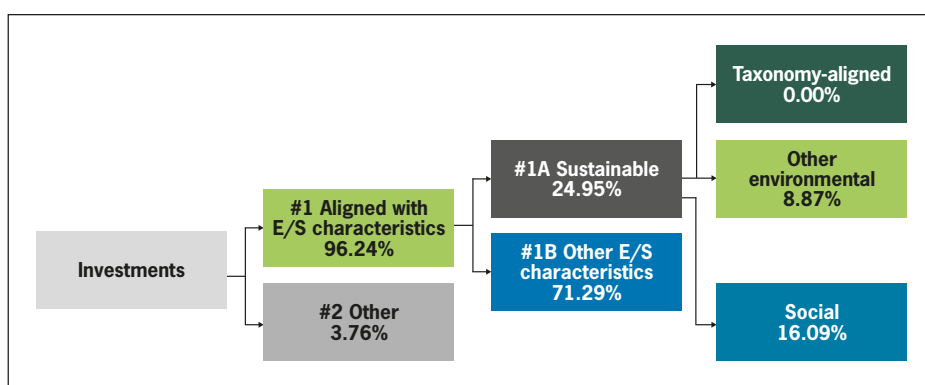 Investments
#1 Aligned with
E/S characteristics
96.24%
#2 Other
3.76%
#1A Sustainable
24.95%
#1B Other E/S
characteristics
71.29%
Taxonomy-aligned
0.00%
Other
environmental
8.87%
Social
16.09%